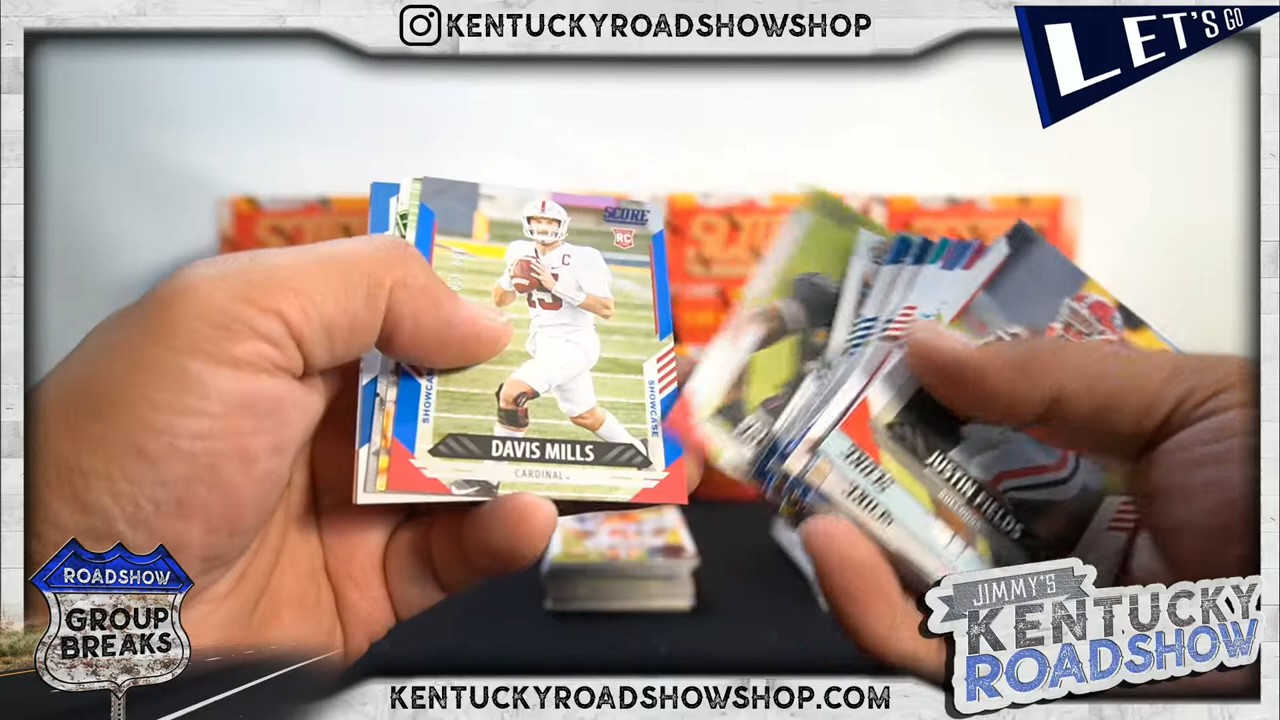 KENTUCKYROADSHOWSHOP
LET'S GO
SCORE
RC
SHOWCASE
SHOWCASE
DAVIS MILLS
CARDINAL
JUSTIN FIELDS
ROADSHOW
GROUP
BREAKS
JIMMY'S
KENTUCKY
ROADSHOW
KENTUCKYROADSHOWSHOP.COM